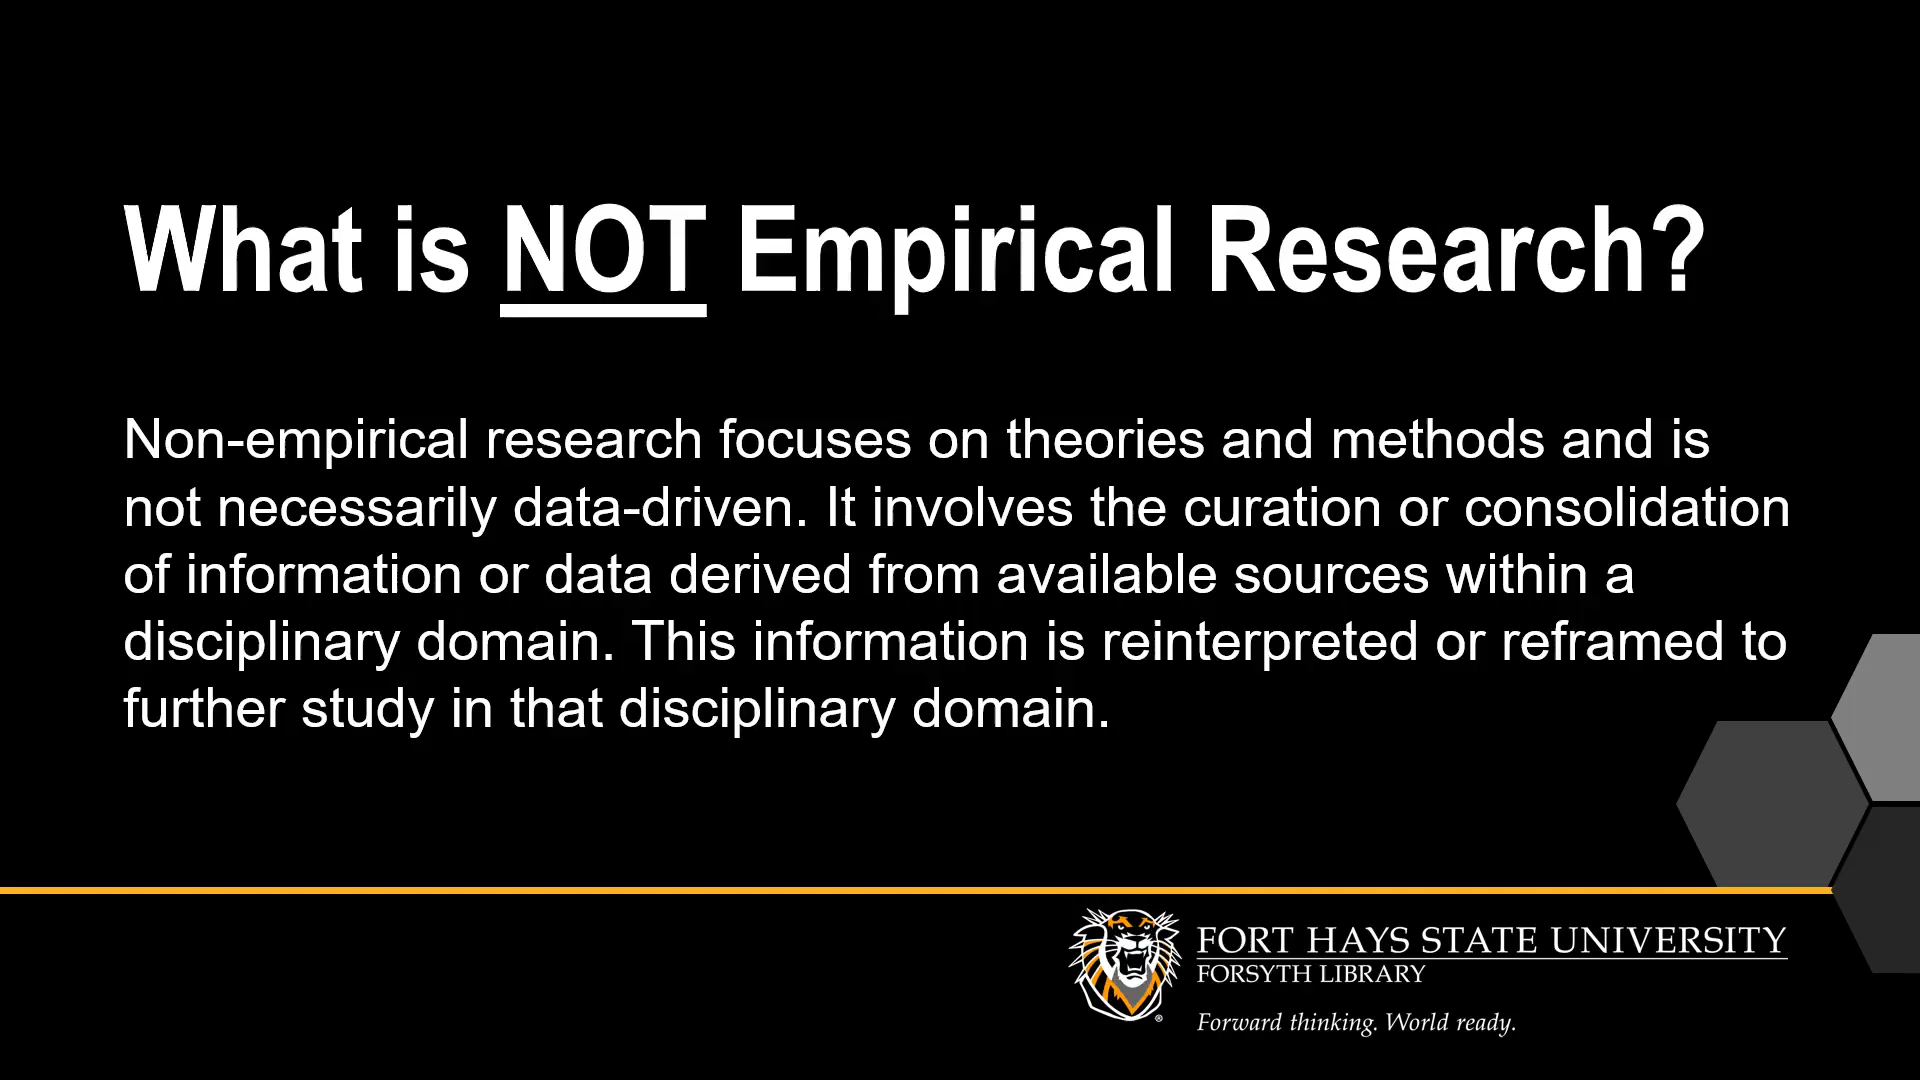 What is NOT Empirical Research?
Non-empirical research focuses on theories and methods and is
not necessarily data-driven. It involves the curation or consolidation
of information or data derived from available sources within a
disciplinary domain. This information is reinterpreted or reframed to
further study in that disciplinary domain.
FORT HAYS STATE UNIVERSITY
FORSYTH LIBRARY
Forward thinking. World ready.
®